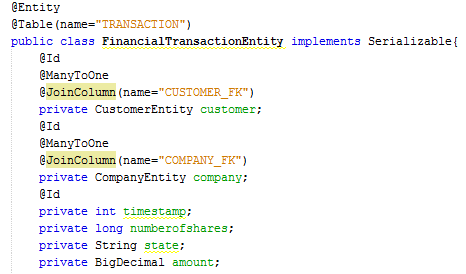 @Entity
@Table(name="TRANSACTION")
public class FinancialTransactionEntity implements Serializable{
@Id
@ManyToOne
@JoinColumn(name="CUSTOMER_FK")
private CustomerEntity customer;
@Id
@ManyToOne
@JoinColumn(name="COMPANY_FK")
private CompanyEntity company;
@Id
private int timestamp;
private long numberofshares;
private String state;
private BigDecimal amount;